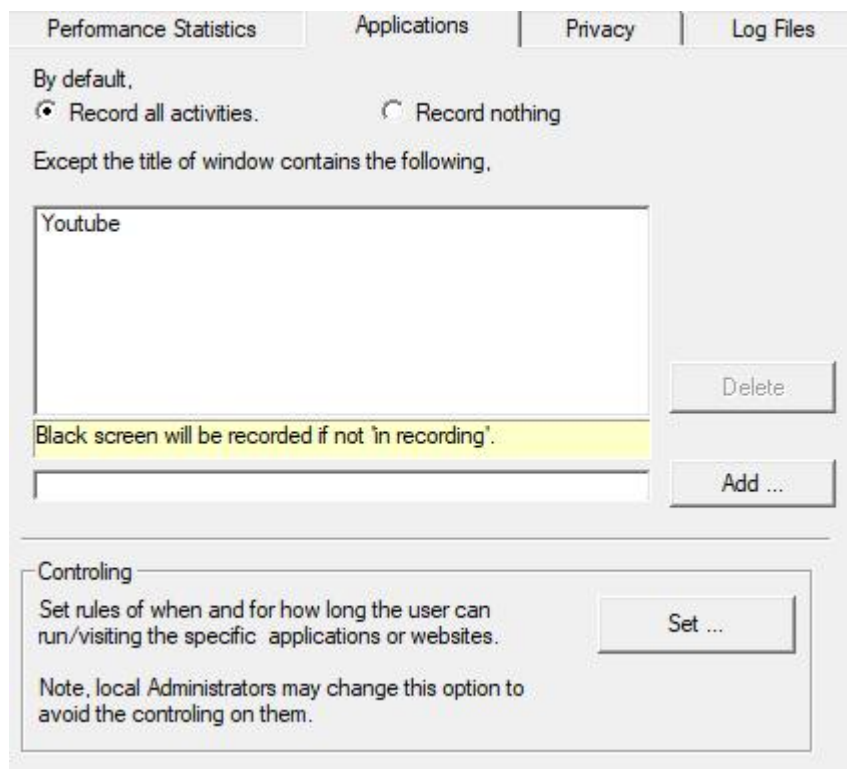 Performance Statistics
Applications
Privacy
Log Files
By default,
Record all activities.
Record nothing
Except the title of window contains the following,
Youtube
Delete
Black screen will be recorded if not 'in recording'.
Add ...
Controling
Set rules of when and for how long the user can
run/visiting the specific applications or websites.
Set ...
Note, local Administrators may change this option to
avoid the controling on them.